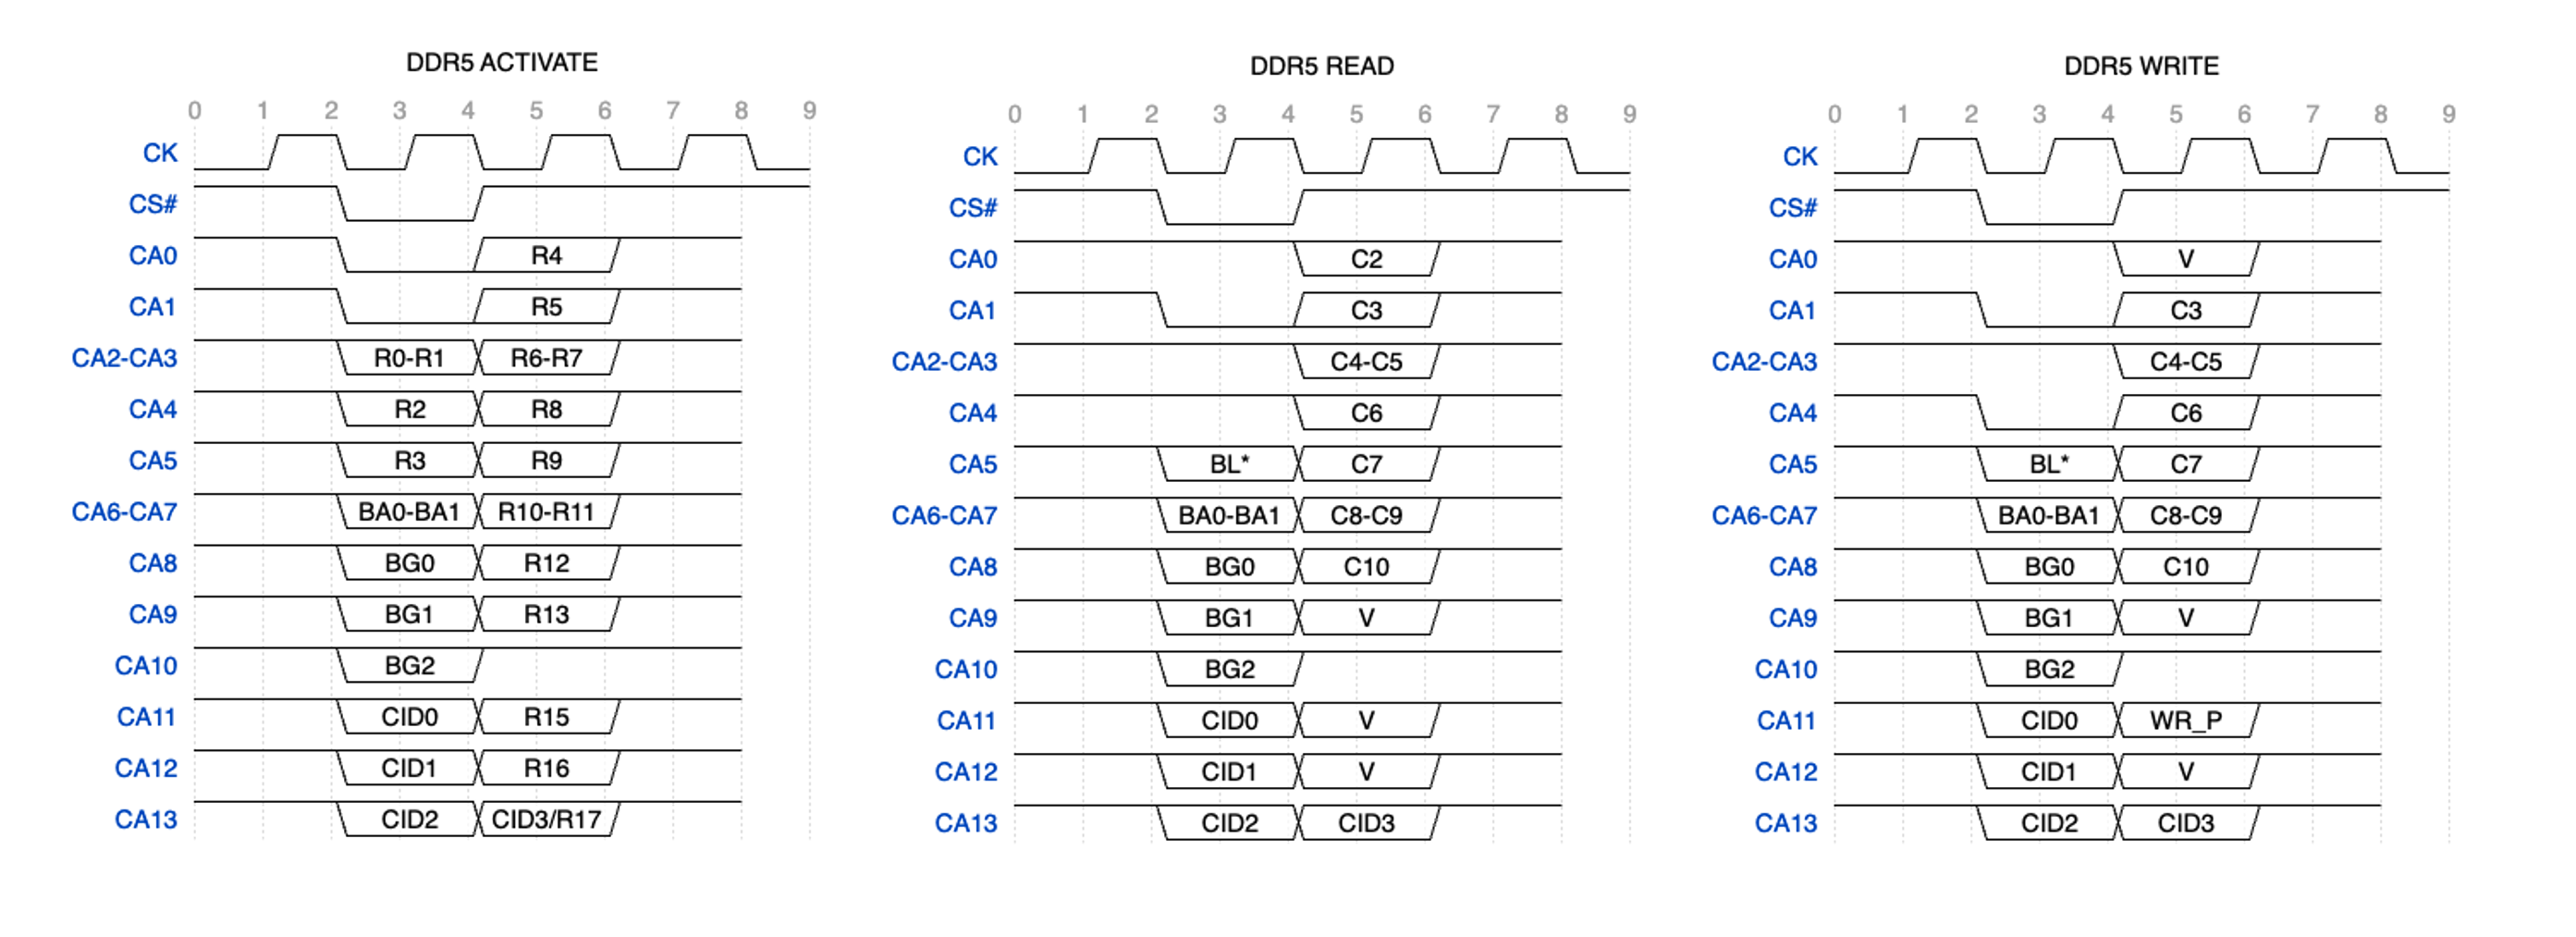 DDR5 ACTIVATE
0 1 2 3 4 5 6 7 8 9
CK
CS#
CA0 R4
CA1 R5
CA2-CA3 R0-R1 R6-R7
CA4 R2 R8
CA5 R3 R9
CA6-CA7 BA0-BA1 R10-R11
CA8 BG0 R12
CA9 BG1 R13
CA10 BG2
CA11 CID0 R15
CA12 CID1 R16
CA13 CID2 CID3/R17
DDR5 READ
0 1 2 3 4 5 6 7 8 9
CK
CS#
CA0 C2
CA1 C3
CA2-CA3 C4-C5
CA4 C6
CA5 BL* C7
CA6-CA7 BA0-BA1 C8-C9
CA8 BG0 C10
CA9 BG1 V
CA10 BG2
CA11 CID0 V
CA12 CID1 V
CA13 CID2 CID3
DDR5 WRITE
0 1 2 3 4 5 6 7 8 9
CK
CS#
CA0 V
CA1 C3
CA2-CA3 C4-C5
CA4 C6
CA5 BL* C7
CA6-CA7 BA0-BA1 C8-C9
CA8 BG0 C10
CA9 BG1 V
CA10 BG2
CA11 CID0 WR_P
CA12 CID1 V
CA13 CID2 CID3